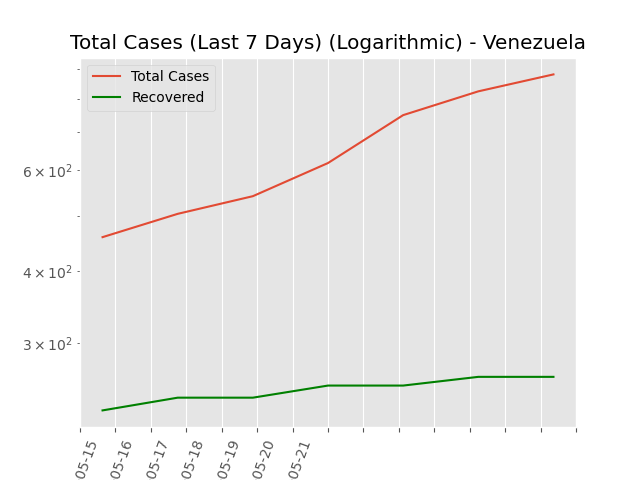 Total Cases (Last 7 Days) (Logarithmic) - Venezuela
Total Cases
Recovered
6 × 10²
4 × 10²
3 × 10²
05-15
05-16
05-17
05-18
05-19
05-20
05-21